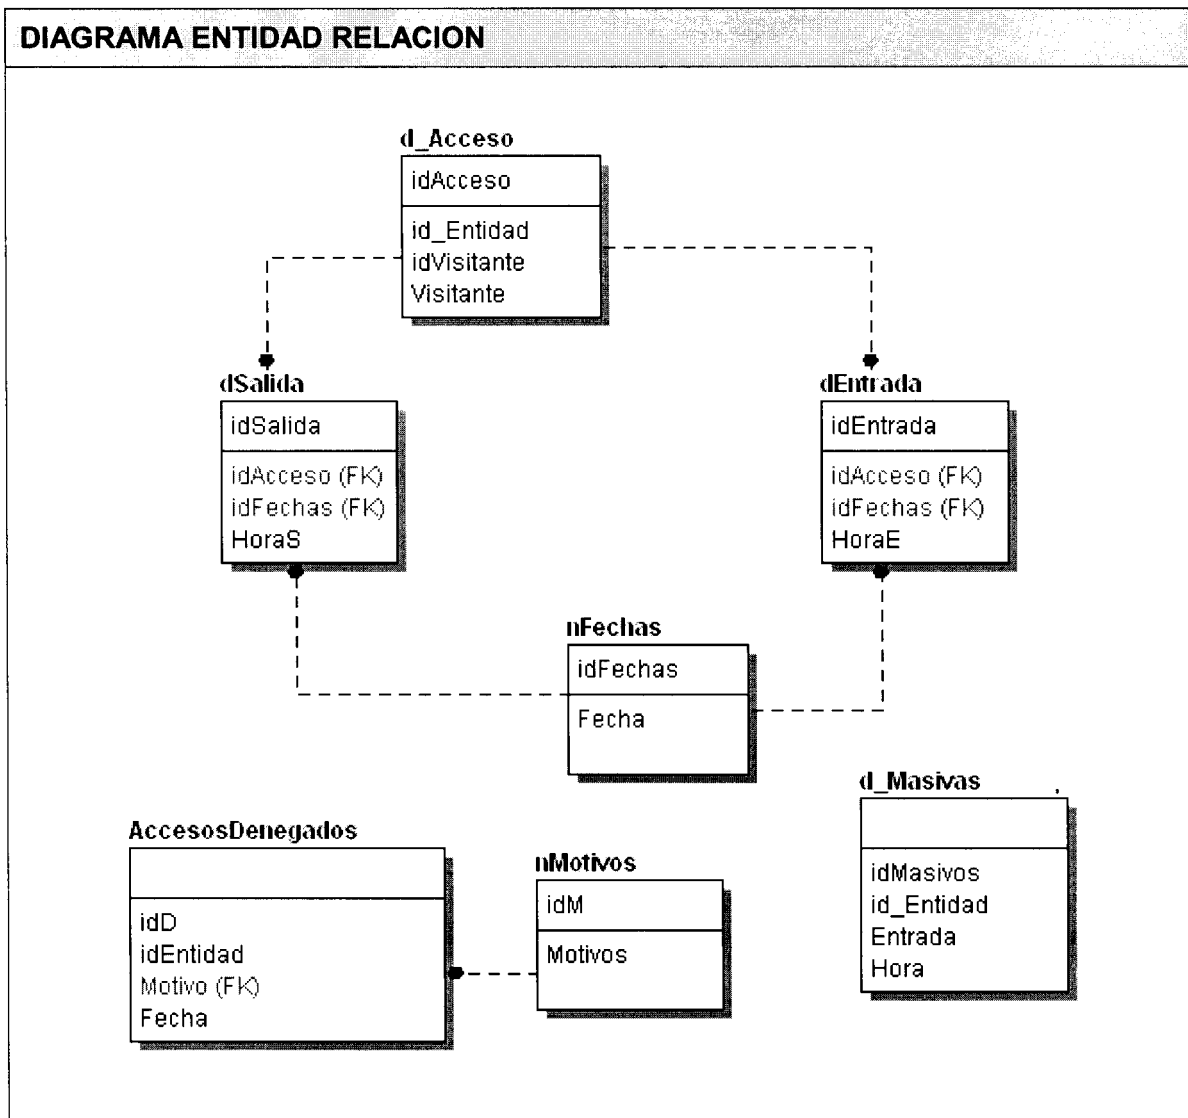 DIAGRAMA ENTIDAD RELACION
d_Acceso
idAcceso
id_Entidad
idVisitante
Visitante
dSalida
idSalida
idAcceso (FK)
idFechas (FK)
HoraS
dEntrada
idEntrada
idAcceso (FK)
idFechas (FK)
HoraE
nFechas
idFechas
Fecha
d_Masivas
idMasivos
id_Entidad
Entrada
Hora
AccesosDenegados
idD
idEntidad
Motivo (FK)
Fecha
nMotivos
idM
Motivos